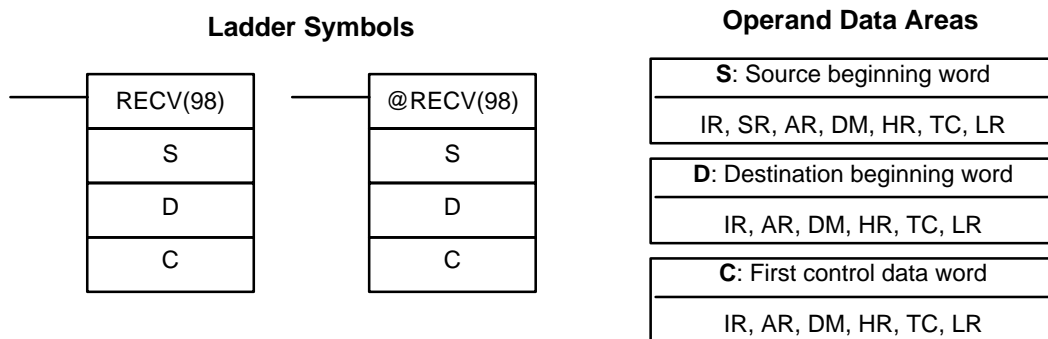 Ladder Symbols
RECV(98)
S
D
C
@RECV(98)
S
D
C
Operand Data Areas
S: Source beginning word
IR, SR, AR, DM, HR, TC, LR
D: Destination beginning word
IR, AR, DM, HR, TC, LR
C: First control data word
IR, AR, DM, HR, TC, LR